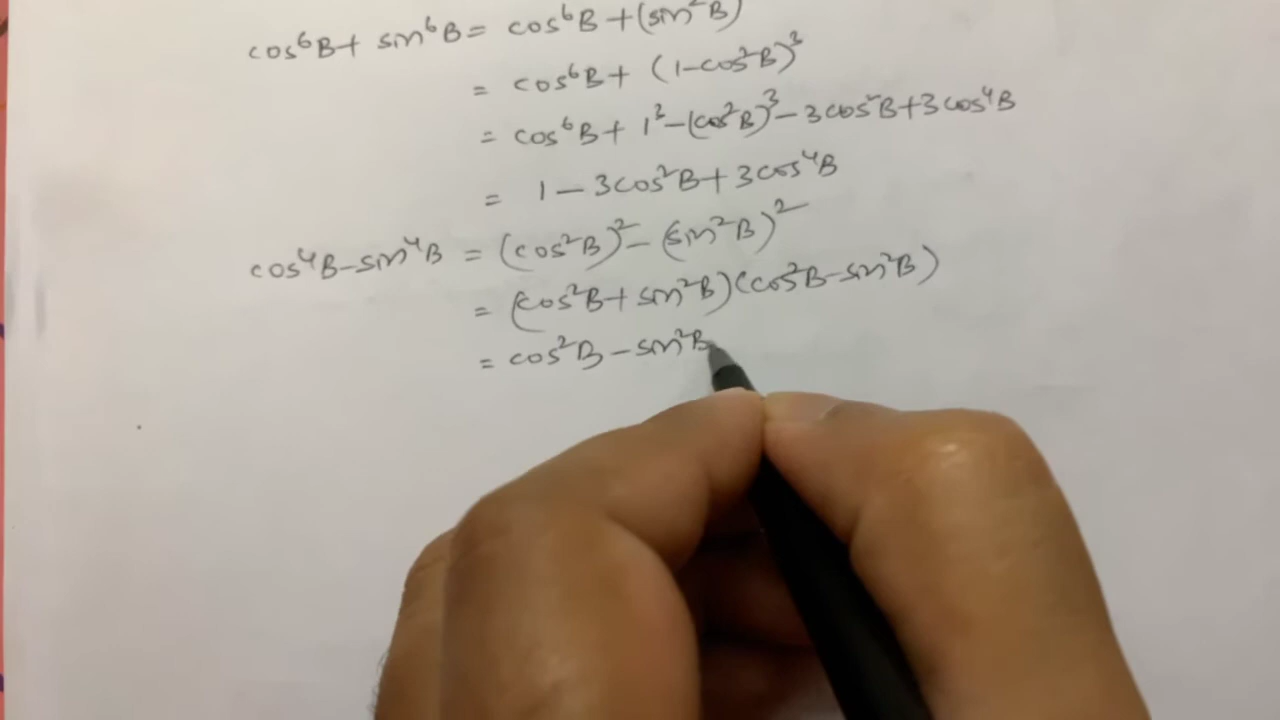 cos⁶B + sin⁶B = cos⁶B + (sin²B)
= cos⁶B + (1-cos²B)³
= cos⁶B + 1³-(cos²B)³-3cos²B+3cos⁴B
= 1 - 3cos²B + 3cos⁴B
cos⁴B-sin⁴B = (cos²B)² - (sin²B)²
= (cos²B + sin²B)(cos²B-sin²B)
= cos²B - sin²B